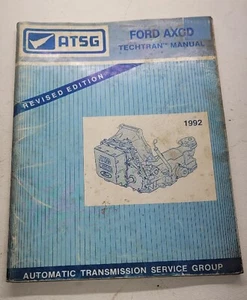 ATSG
FORD AXOD
TECHTRAN™ MANUAL
REVISED EDITION
1992
AUTOMATIC TRANSMISSION SERVICE GROUP